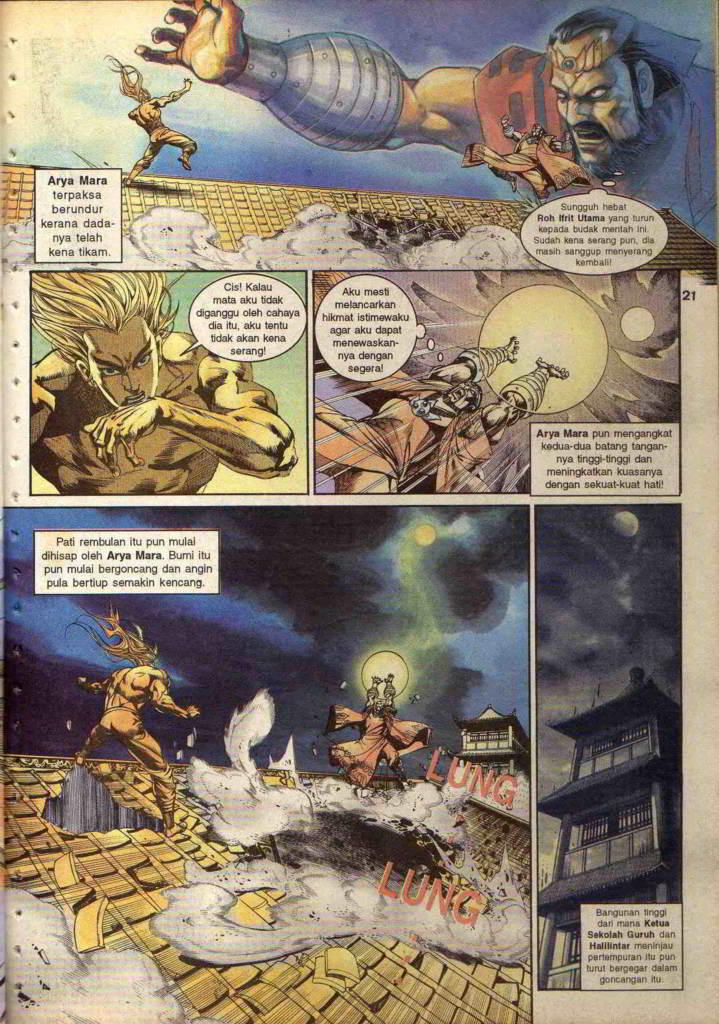 Arya Mara
terpaksa
berundur
kerana dada-
nya telah
kena tikam.
Sungguh hebat
Roh Ifrit Utama yang turun
kepada budak mentah ini.
Sudah kena serang pun, dia
masih sanggup menyerang
kembali!
21
Cis! Kalau
mata aku tidak
diganggu oleh cahaya
dia itu, aku tentu
tidak akan kena
serang!
Aku mesti
melancarkan
hikmat istimewaku
agar aku dapat
menewaskan-
nya dengan
segera!
Arya Mara pun mengangkat
kedua-dua batang tangan-
nya tinggi-tinggi dan
meningkatkan kuasanya
dengan sekuat-kuat hati!
Pati rembulan itu pun mulai
dihisap oleh Arya Mara. Bumi itu
pun mulai bergoncang dan angin
pula bertiup semakin kencang.
LUNG
LUNG
Bangunan tinggi
dari mana Ketua
Sekolah Guruh dan
Halilintar meninjau
pertempuran itu pun
turut bergegar dalam
goncangan itu.